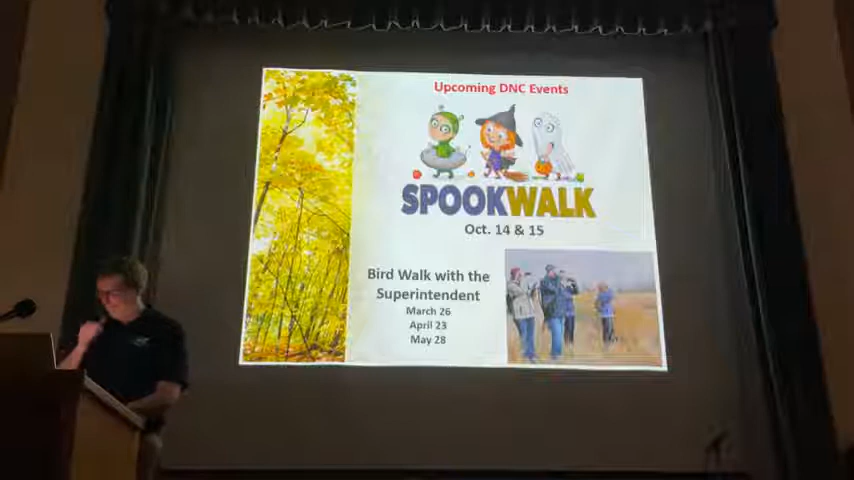 Upcoming DNC Events
SPOOKWALK
Oct. 14 & 15
Bird Walk with the
Superintendent
March 26
April 23
May 28